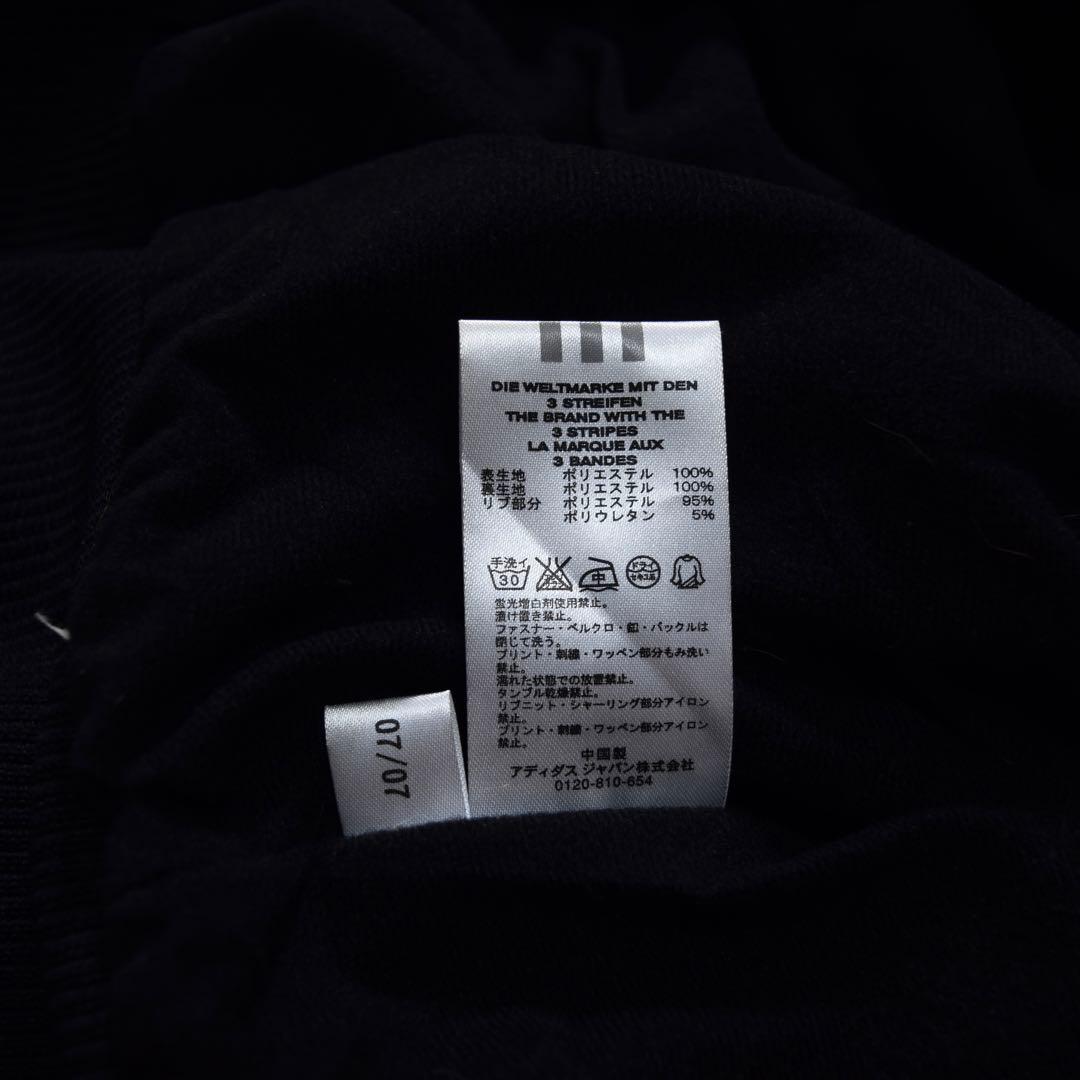 DIE WELTMARKE MIT DEN
3 STREIFEN
THE BRAND WITH THE
3 STRIPES
LA MARQUE AUX
3 BANDES
表生地 ポリエステル 100%
裏生地 ポリエステル 100%
リブ部分 ポリエステル 95%
ポリウレタン 5%
手洗イ
30
中
ドライ
セキユ系
蛍光増白剤使用禁止。
漬け置き禁止。
ファスナー・ベルクロ・釦・バックルは
閉じて洗う。
プリント・刺繍・ワッペン部分もみ洗い
禁止。
濡れた状態での放置禁止。
タンブル乾燥禁止。
リブニット・シャーリング部分アイロン
禁止。
プリント・刺繍・ワッペン部分アイロン
禁止。
中国製
アディダス ジャパン株式会社
0120-810-654
07/07